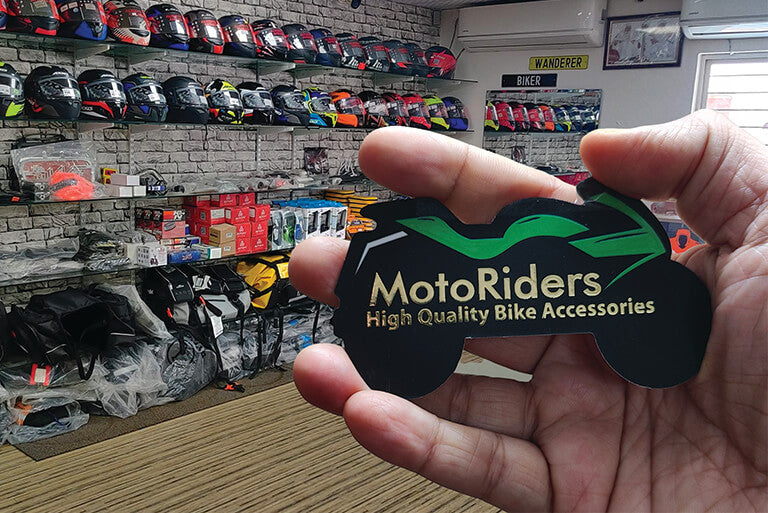 WANDERER
BIKER
MotoRiders
High Quality Bike Accessories